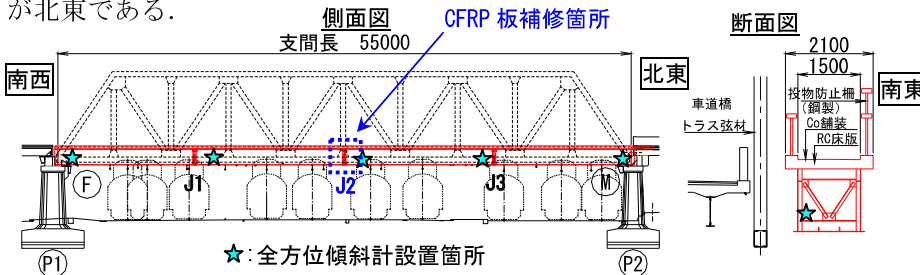 が北東である．
側面図
CFRP 板補修箇所
断面図
支間長 55000
2100
1500
南西
北東
南東
投物防止柵
(鋼製)
Co舗装
RC床版
車道橋
トラス弦材
F
J1
J2
J3
M
P1
P2
☆:全方位傾斜計設置箇所